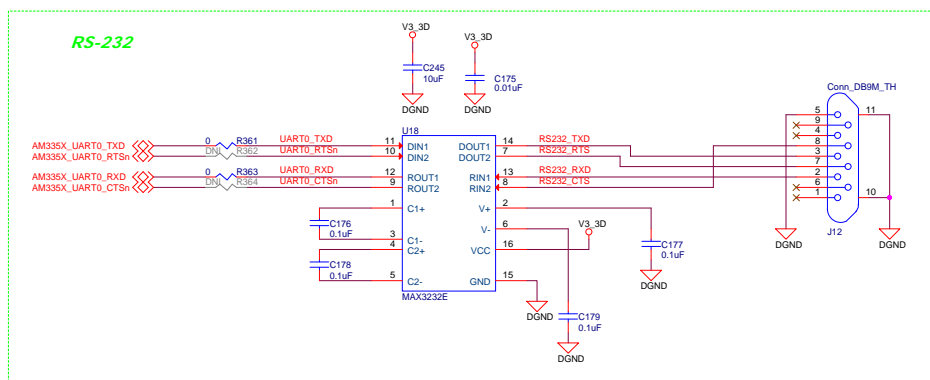 RS-232
V3_3D
C245
10uF
DGND
V3_3D
C175
0.01uF
DGND
Conn_DB9M_TH
5
9
4
8
3
7
2
6
1
11
10
J12
DGND
DGND
AM335X_UART0_TXD
0
R361
UART0_TXD
11
AM335X_UART0_RTSn
DNI
R362
UART0_RTSn
10
AM335X_UART0_RXD
0
R363
UART0_RXD
12
AM335X_UART0_CTSn
DNI
R364
UART0_CTSn
9
U18
DIN1
DIN2
ROUT1
ROUT2
C1+
C1-
C2+
C2-
DOUT1
DOUT2
RIN1
RIN2
V+
V-
VCC
GND
MAX3232E
1
3
4
5
C176
0.1uF
C178
0.1uF
14
RS232_TXD
7
RS232_RTS
13
RS232_RXD
8
RS232_CTS
2
6
16
15
V3_3D
C177
0.1uF
DGND
DGND
C179
0.1uF
DGND